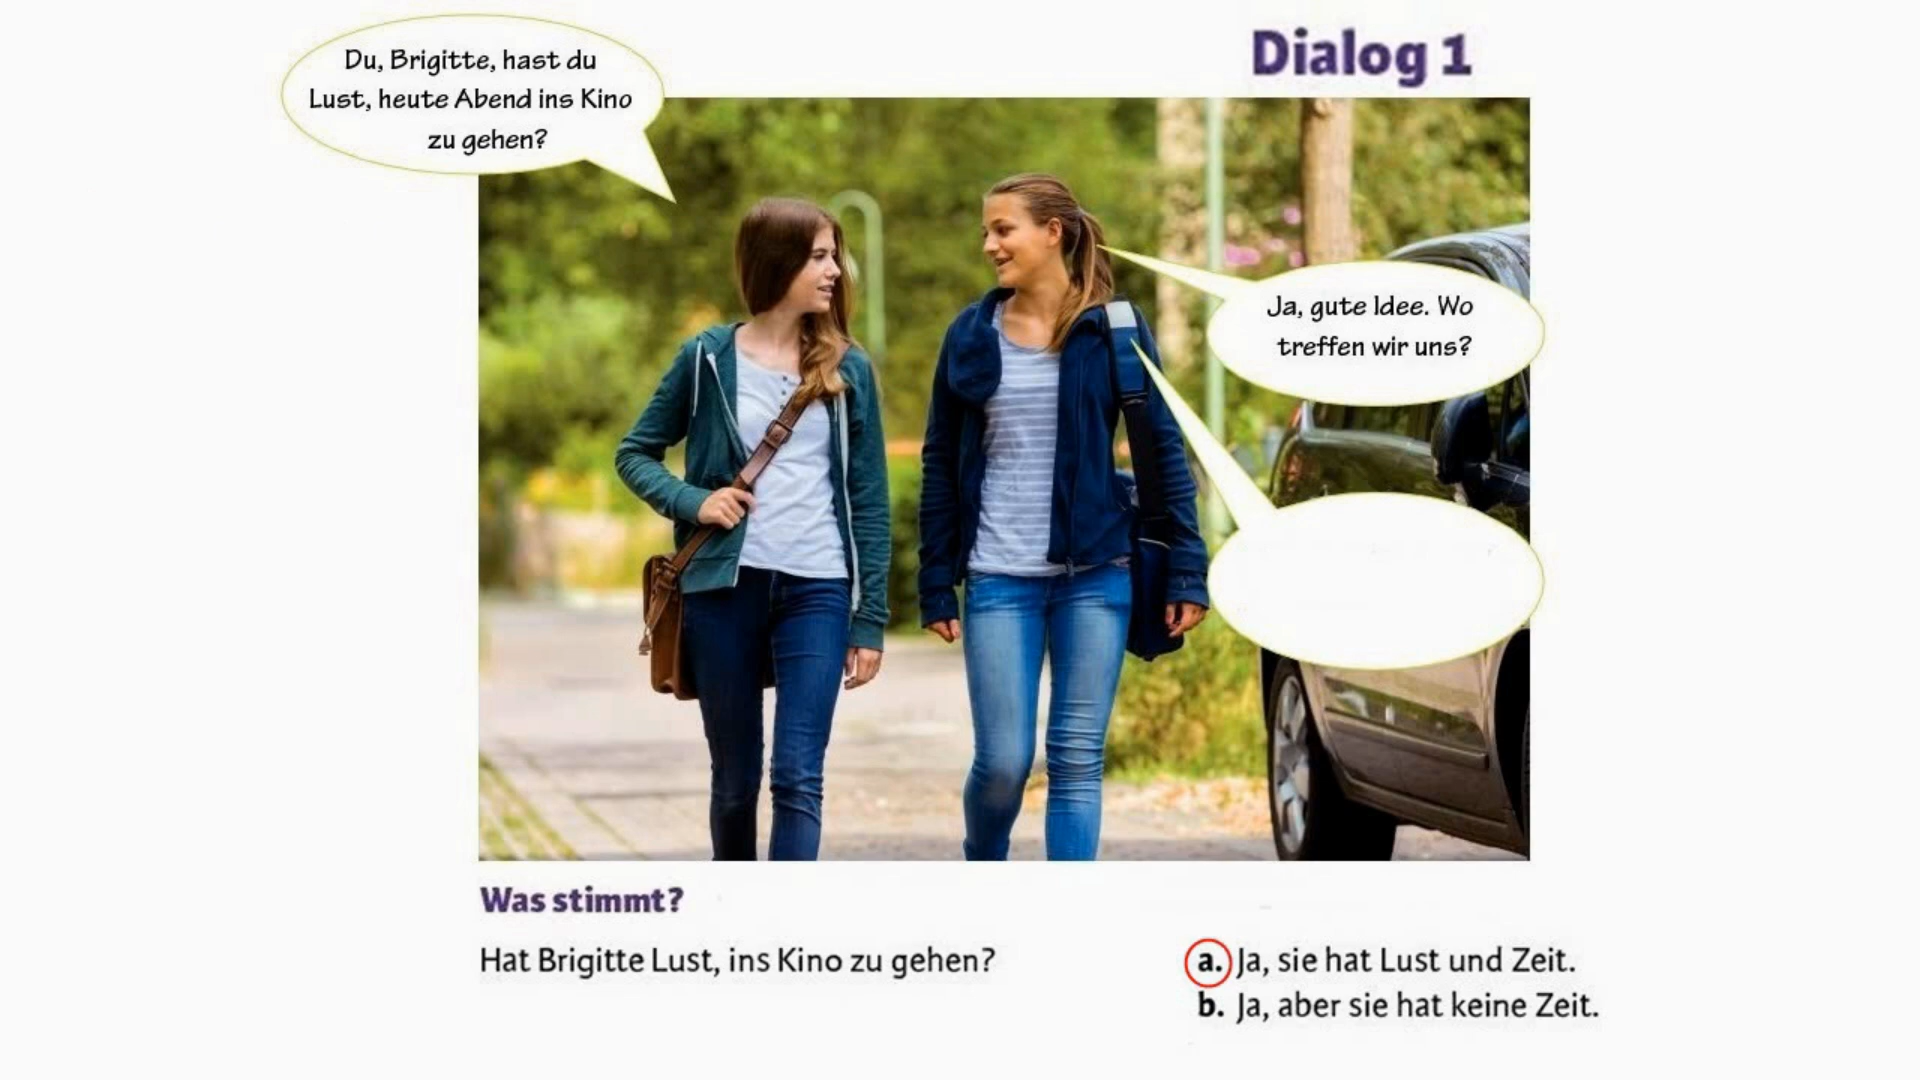 Dialog 1
Du, Brigitte, hast du
Lust, heute Abend ins Kino
zu gehen?
Ja, gute Idee. Wo
treffen wir uns?
Was stimmt?
Hat Brigitte Lust, ins Kino zu gehen?
a. Ja, sie hat Lust und Zeit.
b. Ja, aber sie hat keine Zeit.